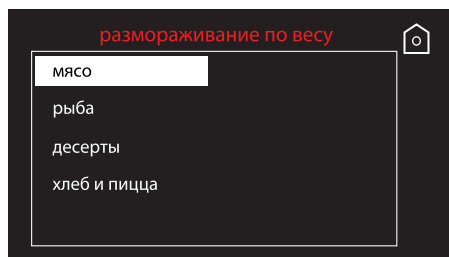 размораживание по весу
мясо
рыба
десерты
хлеб и пицца